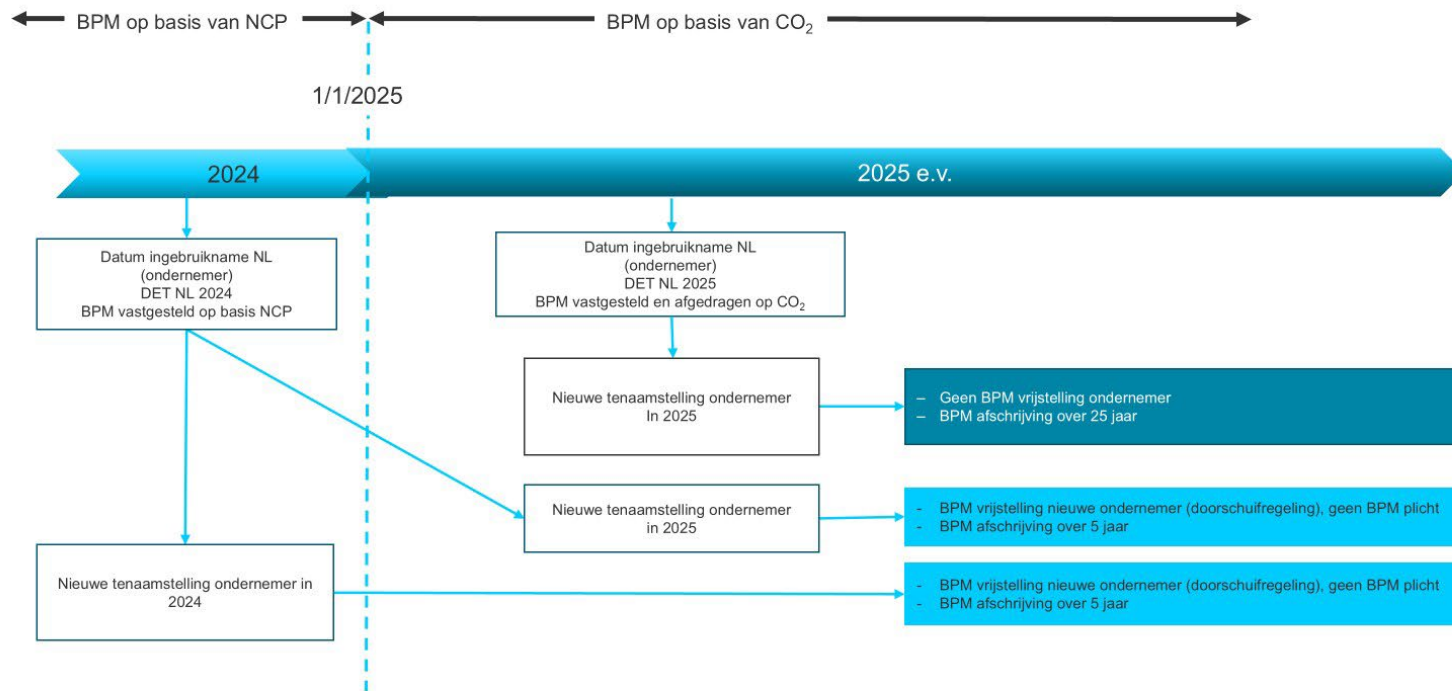 BPM op basis van NCP
BPM op basis van CO₂
1/1/2025
2024
2025 e.v.
Datum ingebruikname NL
(ondernemer)
DET NL 2024
BPM vastgesteld op basis NCP
Datum ingebruikname NL
(ondernemer)
DET NL 2025
BPM vastgesteld en afgedragen op CO₂
Nieuwe tenaamstelling ondernemer
In 2025
– Geen BPM vrijstelling ondernemer
– BPM afschrijving over 25 jaar
Nieuwe tenaamstelling ondernemer
in 2025
- BPM vrijstelling nieuwe ondernemer (doorschuifregeling), geen BPM plicht
- BPM afschrijving over 5 jaar
Nieuwe tenaamstelling ondernemer in
2024
- BPM vrijstelling nieuwe ondernemer (doorschuifregeling), geen BPM plicht
- BPM afschrijving over 5 jaar